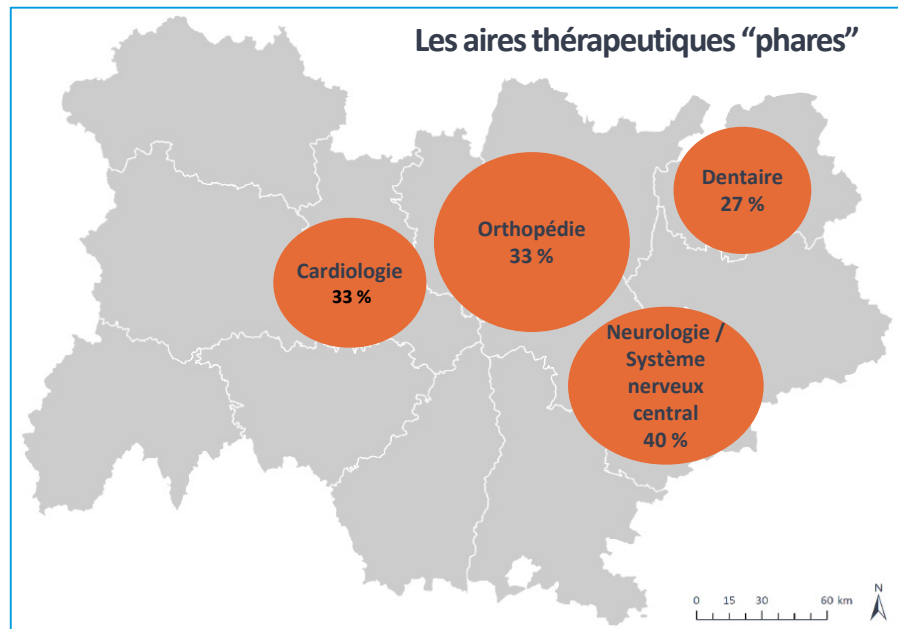 Les aires thérapeutiques “phares”
Dentaire
27 %
Orthopédie
33 %
Cardiologie
33 %
Neurologie /
Système
nerveux
central
40 %
0 15 30 60 km
N